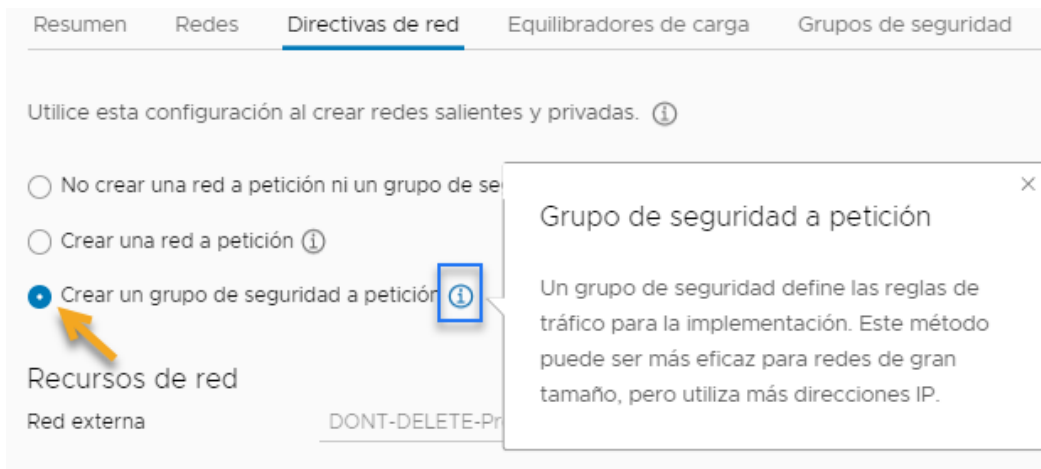 Resumen Redes Directivas de red Equilibradores de carga Grupos de seguridad
Utilice esta configuración al crear redes salientes y privadas.
No crear una red a petición ni un grupo de se
Crear una red a petición
Crear un grupo de seguridad a petición
Grupo de seguridad a petición
Un grupo de seguridad define las reglas de
tráfico para la implementación. Este método
puede ser más eficaz para redes de gran
tamaño, pero utiliza más direcciones IP.
Recursos de red
Red externa DONT-DELETE-Pr